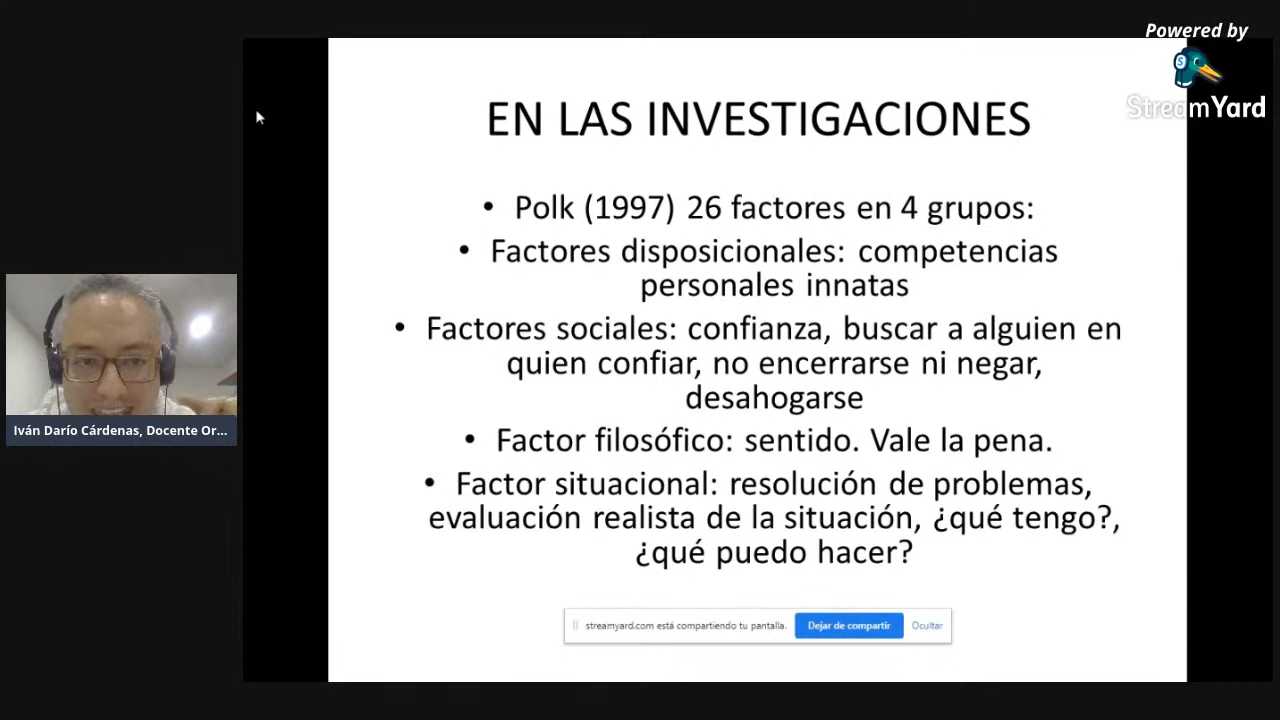 Powered by
StreamYard
EN LAS INVESTIGACIONES
• Polk (1997) 26 factores en 4 grupos:
• Factores disposicionales: competencias
personales innatas
• Factores sociales: confianza, buscar a alguien en
quien confiar, no encerrarse ni negar,
desahogarse
• Factor filosófico: sentido. Vale la pena.
• Factor situacional: resolución de problemas,
evaluación realista de la situación, ¿qué tengo?,
¿qué puedo hacer?
Iván Darío Cárdenas, Docente Or...
streamyard.com está compartiendo tu pantalla. Dejar de compartir Ocultar